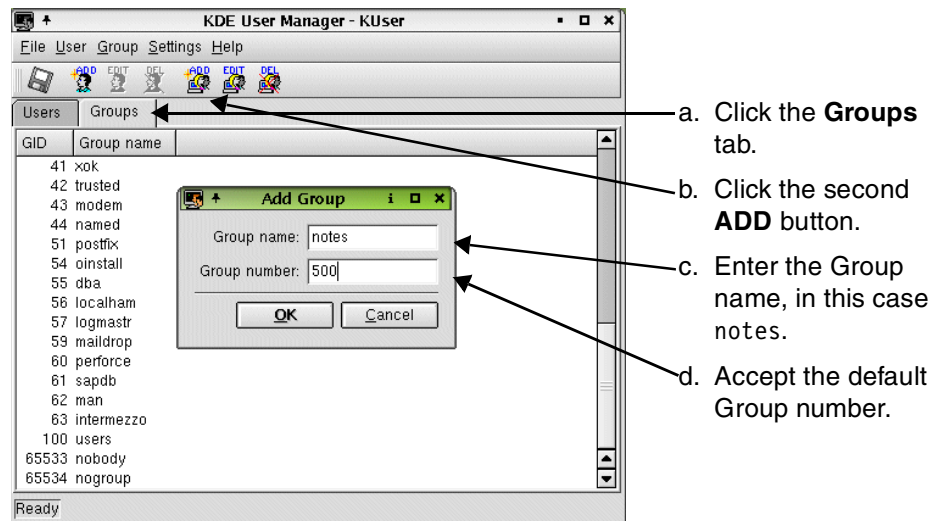 KDE User Manager - KUser
File User Group Settings Help
ADD EDIT DEL ADD EDIT DEL
Users Groups
GID Group name
41 xok
42 trusted
43 modem
44 named
51 postfix
54 oinstall
55 dba
56 localham
57 logmastr
59 maildrop
60 perforce
61 sapdb
62 man
63 intermezzo
100 users
65533 nobody
65534 nogroup
Ready
Add Group
Group name: notes
Group number: 500
OK Cancel
a. Click the Groups
tab.
b. Click the second
ADD button.
c. Enter the Group
name, in this case
notes.
d. Accept the default
Group number.